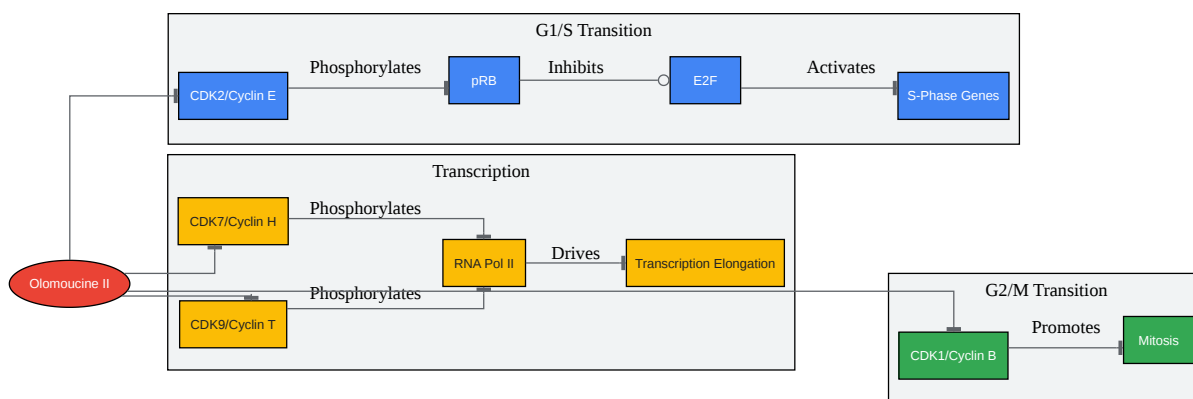 G1/S Transition
CDK2/Cyclin E
Phosphorylates
pRB
Inhibits
E2F
Activates
S-Phase Genes
Transcription
CDK7/Cyclin H
Phosphorylates
RNA Pol II
Drives
Transcription Elongation
Olomoucine II
Phosphorylates
CDK9/Cyclin T
G2/M Transition
CDK1/Cyclin B
Promotes
Mitosis